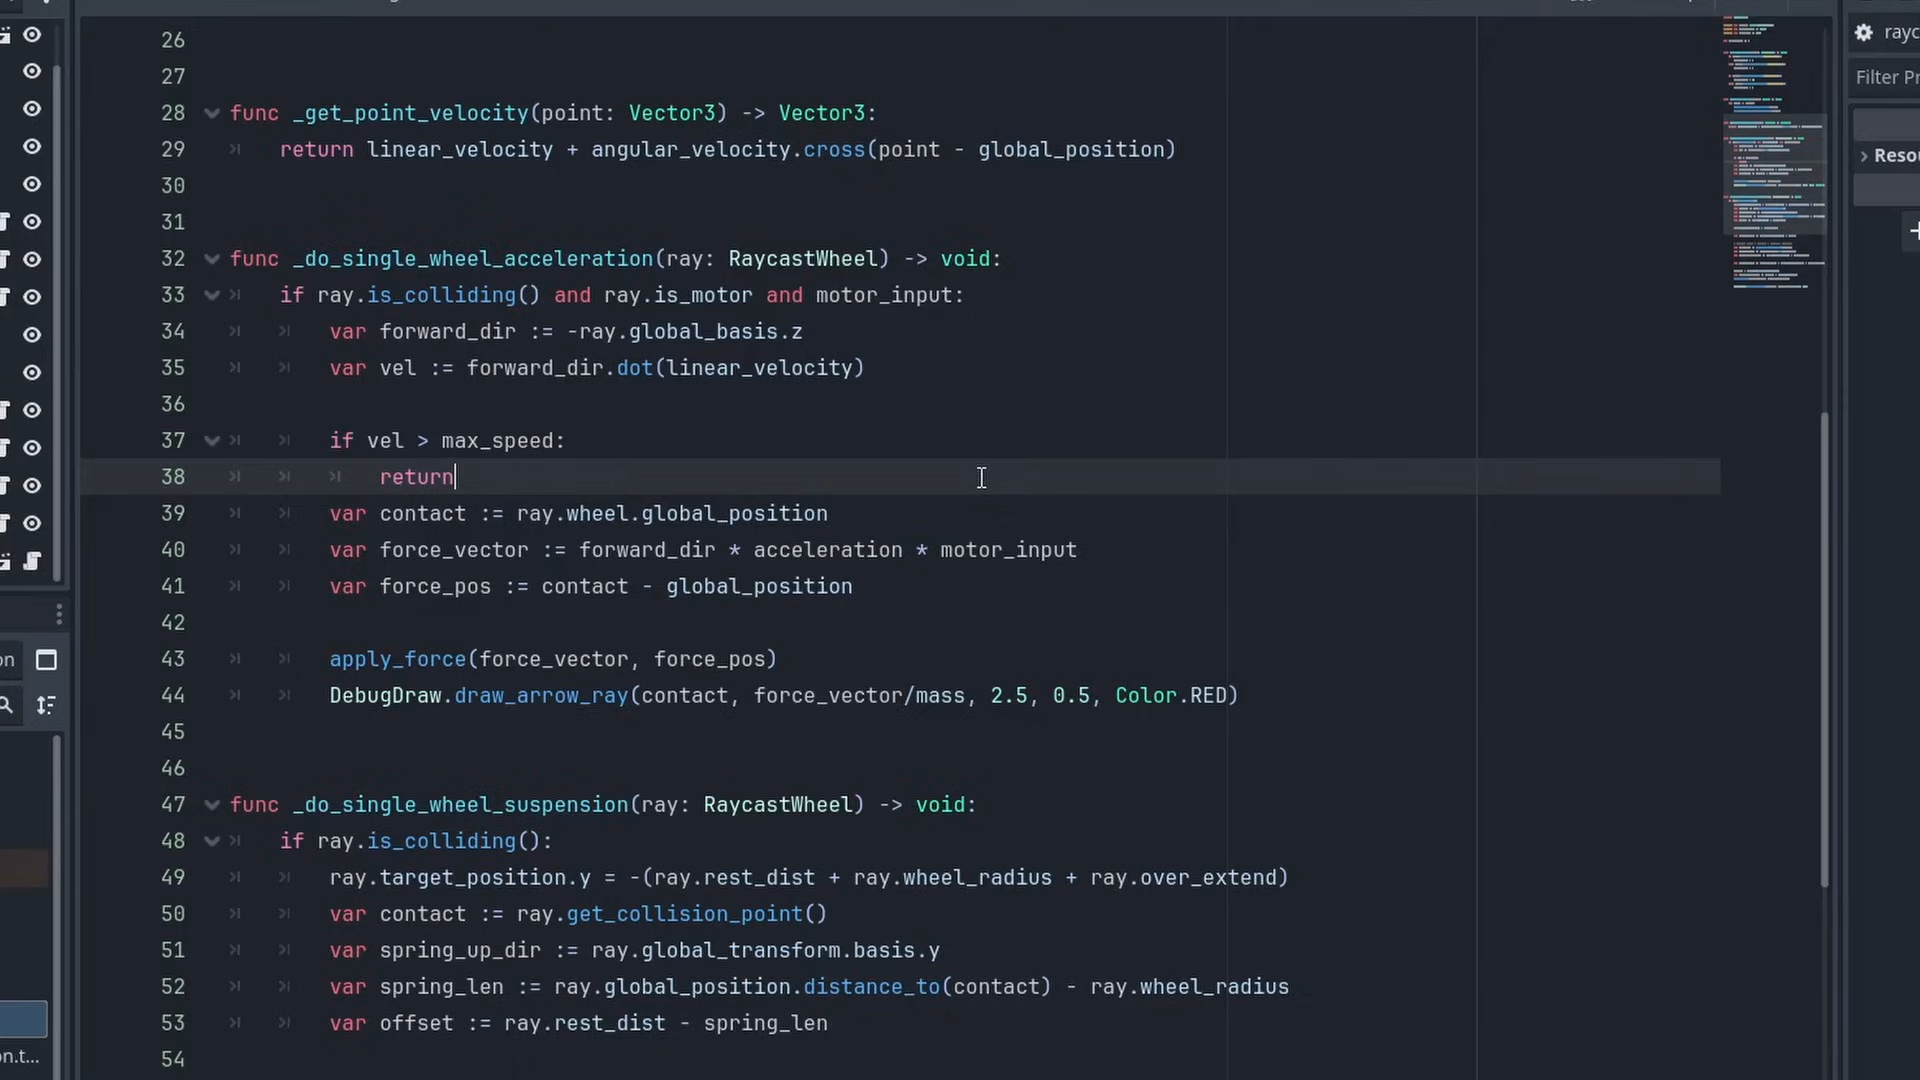 26
27
28 func _get_point_velocity(point: Vector3) -> Vector3:
29 return linear_velocity + angular_velocity.cross(point - global_position)
30
31
32 func _do_single_wheel_acceleration(ray: RaycastWheel) -> void:
33 if ray.is_colliding() and ray.is_motor and motor_input:
34 var forward_dir := -ray.global_basis.z
35 var vel := forward_dir.dot(linear_velocity)
36
37 if vel > max_speed:
38 return
39 var contact := ray.wheel.global_position
40 var force_vector := forward_dir * acceleration * motor_input
41 var force_pos := contact - global_position
42
43 apply_force(force_vector, force_pos)
44 DebugDraw.draw_arrow_ray(contact, force_vector/mass, 2.5, 0.5, Color.RED)
45
46
47 func _do_single_wheel_suspension(ray: RaycastWheel) -> void:
48 if ray.is_colliding():
49 ray.target_position.y = -(ray.rest_dist + ray.wheel_radius + ray.over_extend)
50 var contact := ray.get_collision_point()
51 var spring_up_dir := ray.global_transform.basis.y
52 var spring_len := ray.global_position.distance_to(contact) - ray.wheel_radius
53 var offset := ray.rest_dist - spring_len
54
on
on.t...
rayc
Filter Pr
Reso